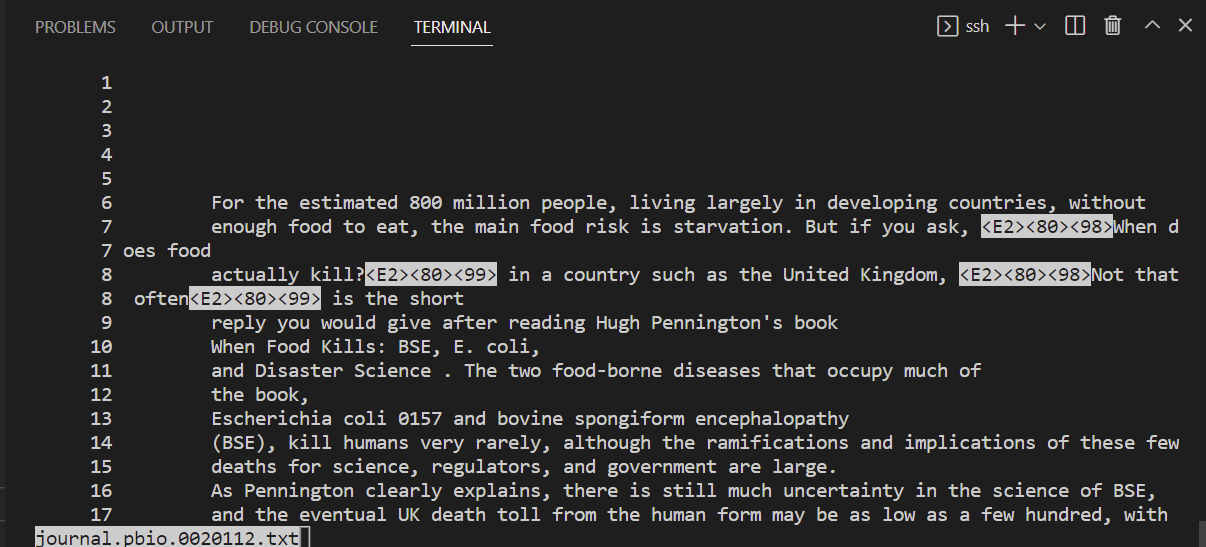 PROBLEMS OUTPUT DEBUG CONSOLE TERMINAL ssh
1
2
3
4
5
6 For the estimated 800 million people, living largely in developing countries, without
7 enough food to eat, the main food risk is starvation. But if you ask, <E2><80><98>When d
7 oes food
8 actually kill?<E2><80><99> in a country such as the United Kingdom, <E2><80><98>Not that
8 often<E2><80><99> is the short
9 reply you would give after reading Hugh Pennington's book
10 When Food Kills: BSE, E. coli,
11 and Disaster Science . The two food-borne diseases that occupy much of
12 the book,
13 Escherichia coli 0157 and bovine spongiform encephalopathy
14 (BSE), kill humans very rarely, although the ramifications and implications of these few
15 deaths for science, regulators, and government are large.
16 As Pennington clearly explains, there is still much uncertainty in the science of BSE,
17 and the eventual UK death toll from the human form may be as low as a few hundred, with
journal.pbio.0020112.txt